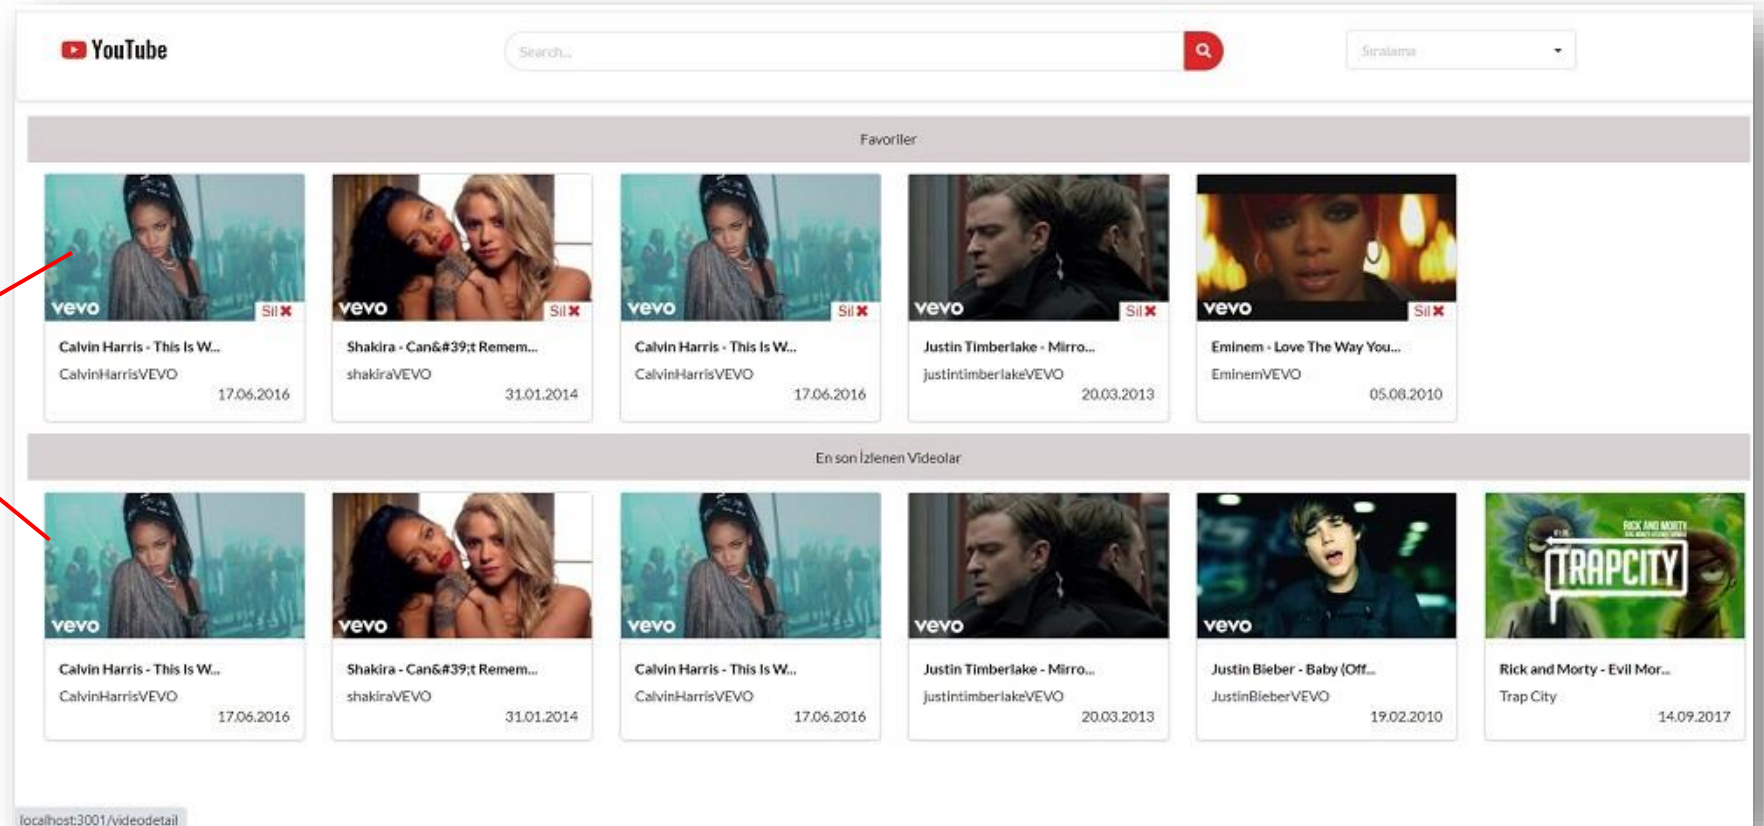 YouTube
Search...
Sıralama
Favoriler
vevo
Sil
vevo
Sil
vevo
Sil
vevo
Sil
vevo
Sil
Calvin Harris - This Is W...
CalvinHarrisVEVO
17.06.2016
Shakira - Can&#39;t Remem...
shakiraVEVO
31.01.2014
Calvin Harris - This Is W...
CalvinHarrisVEVO
17.06.2016
Justin Timberlake - Mirro...
justintimberlakeVEVO
20.03.2013
Eminem - Love The Way You...
EminemVEVO
05.08.2010
En son İzlenen Videolar
vevo
vevo
vevo
vevo
vevo
RICK AND MORTY
TRAPCITY
Calvin Harris - This Is W...
CalvinHarrisVEVO
17.06.2016
Shakira - Can&#39;t Remem...
shakiraVEVO
31.01.2014
Calvin Harris - This Is W...
CalvinHarrisVEVO
17.06.2016
Justin Timberlake - Mirro...
justintimberlakeVEVO
20.03.2013
Justin Bieber - Baby (Off...
JustinBieberVEVO
19.02.2010
Rick and Morty - Evil Mor...
Trap City
14.09.2017
localhost:3001/videodetail